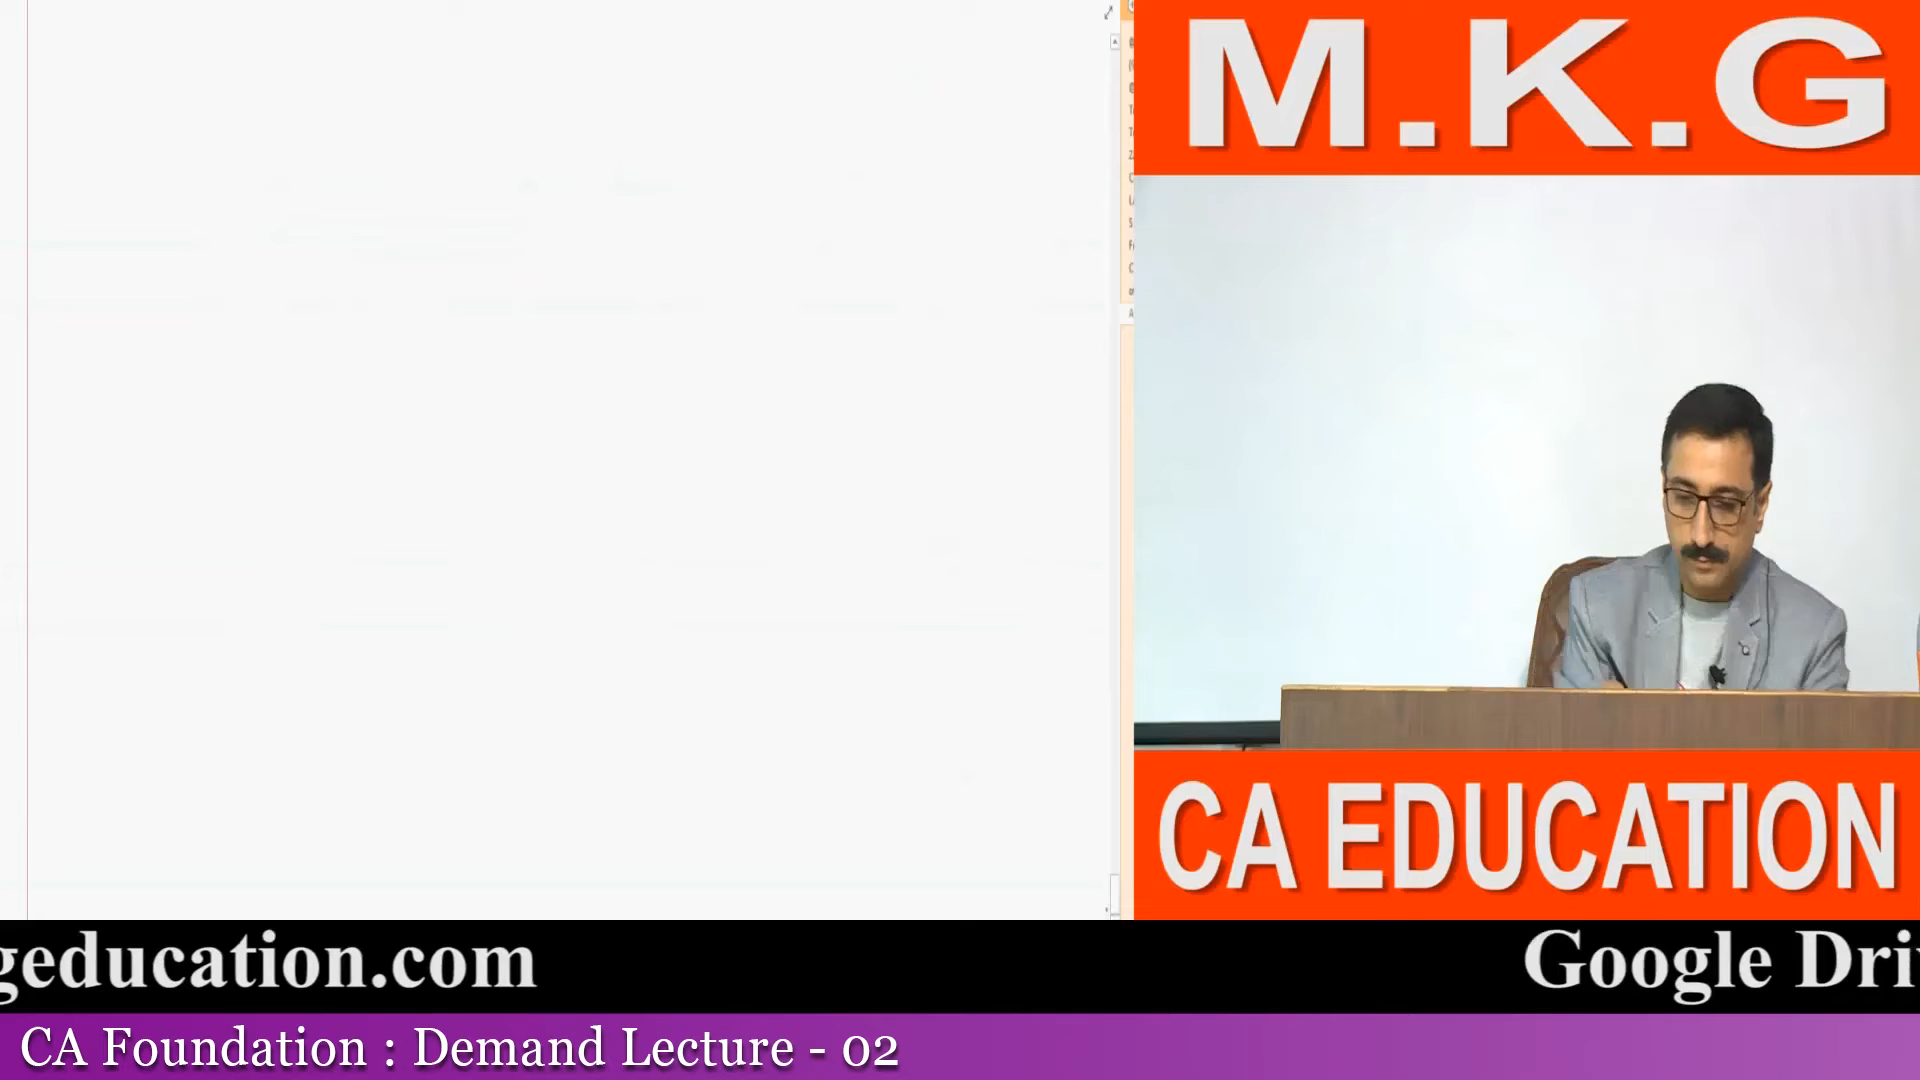 M.K.G
CA EDUCATION
geducation.com
Google Dri
CA Foundation : Demand Lecture - 02